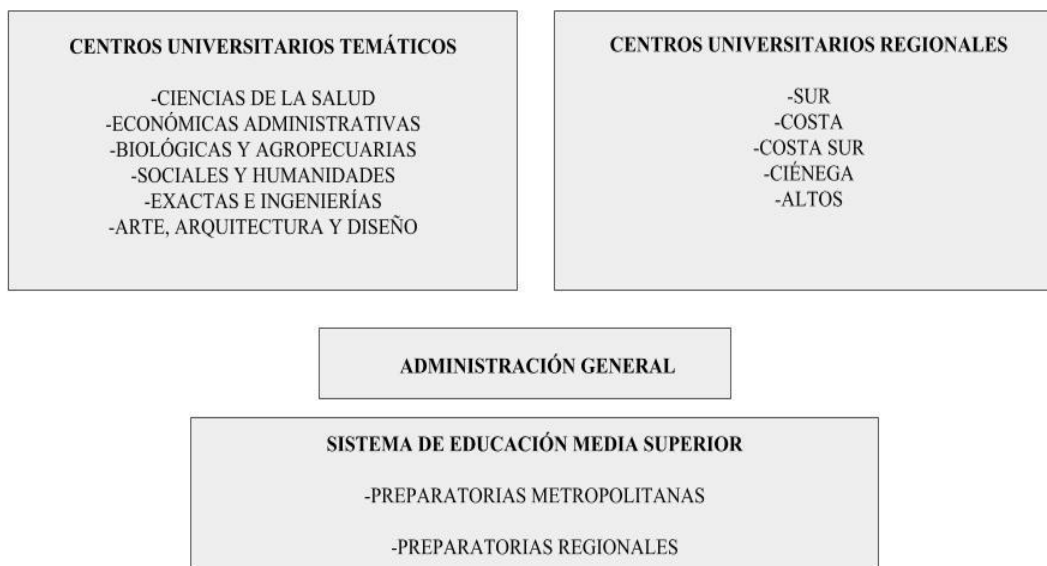 CENTROS UNIVERSITARIOS TEMÁTICOS
-CIENCIAS DE LA SALUD
-ECONÓMICAS ADMINISTRATIVAS
-BIOLÓGICAS Y AGROPECUARIAS
-SOCIALES Y HUMANIDADES
-EXACTAS E INGENIERÍAS
-ARTE, ARQUITECTURA Y DISEÑO
CENTROS UNIVERSITARIOS REGIONALES
-SUR
-COSTA
-COSTA SUR
-CIÉNEGA
-ALTOS
ADMINISTRACIÓN GENERAL
SISTEMA DE EDUCACIÓN MEDIA SUPERIOR
-PREPARATORIAS METROPOLITANAS
-PREPARATORIAS REGIONALES